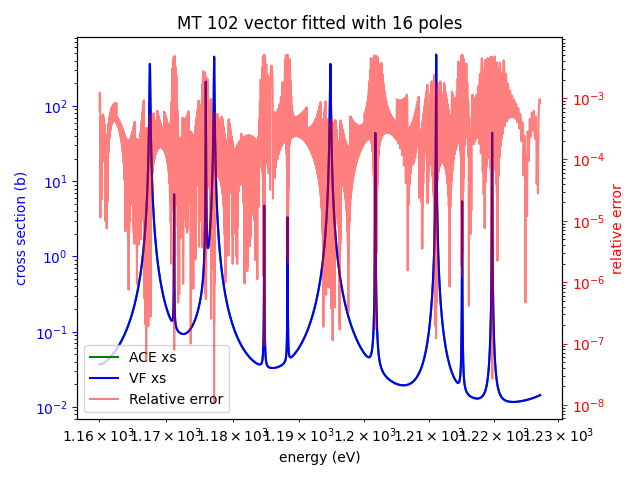 MT 102 vector fitted with 16 poles
10²
10¹
10⁰
10⁻¹
10⁻²
cross section (b)
10⁻³
10⁻⁴
10⁻⁵
10⁻⁶
10⁻⁷
10⁻⁸
relative error
ACE xs
VF xs
Relative error
1.16 × 10³ 1.17 × 10³ 1.18 × 10³ 1.19 × 10³ 1.2 × 10³ 1.21 × 10³ 1.22 × 10³ 1.23 × 10³
energy (eV)